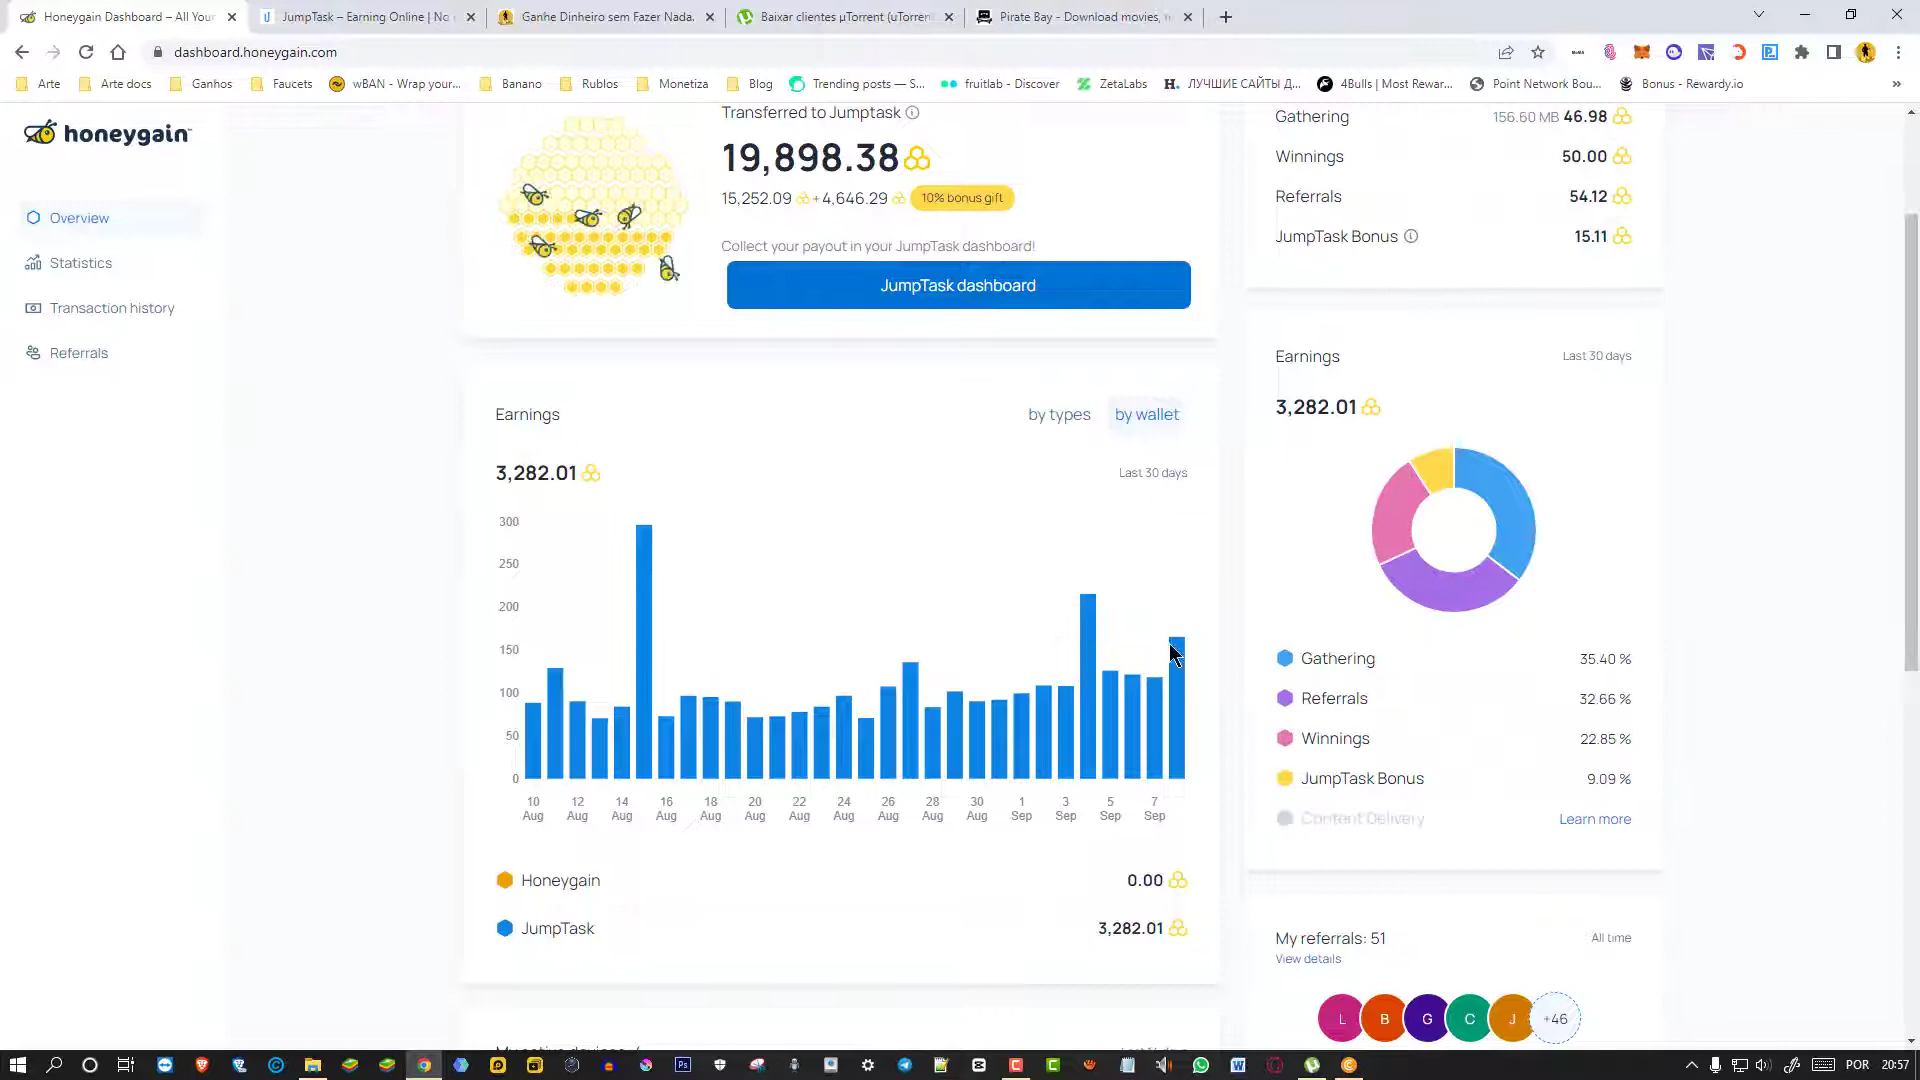 Honeygain Dashboard – All Your
JumpTask – Earning Online | No
Ganhe Dinheiro sem Fazer Nada.
Baixar clientes µTorrent (uTorrent
Pirate Bay - Download movies,
dashboard.honeygain.com
Arte
Arte docs
Ganhos
Faucets
wBAN - Wrap your...
Banano
Rublos
Monetiza
Blog
Trending posts — S...
fruitlab - Discover
ZetaLabs
H. ЛУЧШИЕ САЙТЫ Д...
4Bulls | Most Rewar...
Point Network Bou...
Bonus - Rewardy.io
»
honeygain
Overview
Statistics
Transaction history
Referrals
Transferred to Jumptask
19,898.38
15,252.09 + 4,646.29 10% bonus gift
Collect your payout in your JumpTask dashboard!
JumpTask dashboard
Gathering 156.60 MB 46.98
Winnings 50.00
Referrals 54.12
JumpTask Bonus 15.11
Earnings by types by wallet
3,282.01 Last 30 days
300
250
200
150
100
50
0
10 Aug
12 Aug
14 Aug
16 Aug
18 Aug
20 Aug
22 Aug
24 Aug
26 Aug
28 Aug
30 Aug
1 Sep
3 Sep
5 Sep
7 Sep
Honeygain 0.00
JumpTask 3,282.01
Earnings Last 30 days
3,282.01
Gathering 35.40 %
Referrals 32.66 %
Winnings 22.85 %
JumpTask Bonus 9.09 %
Content Delivery Learn more
My referrals: 51 All time
View details
L B G C J +46
POR 20:57